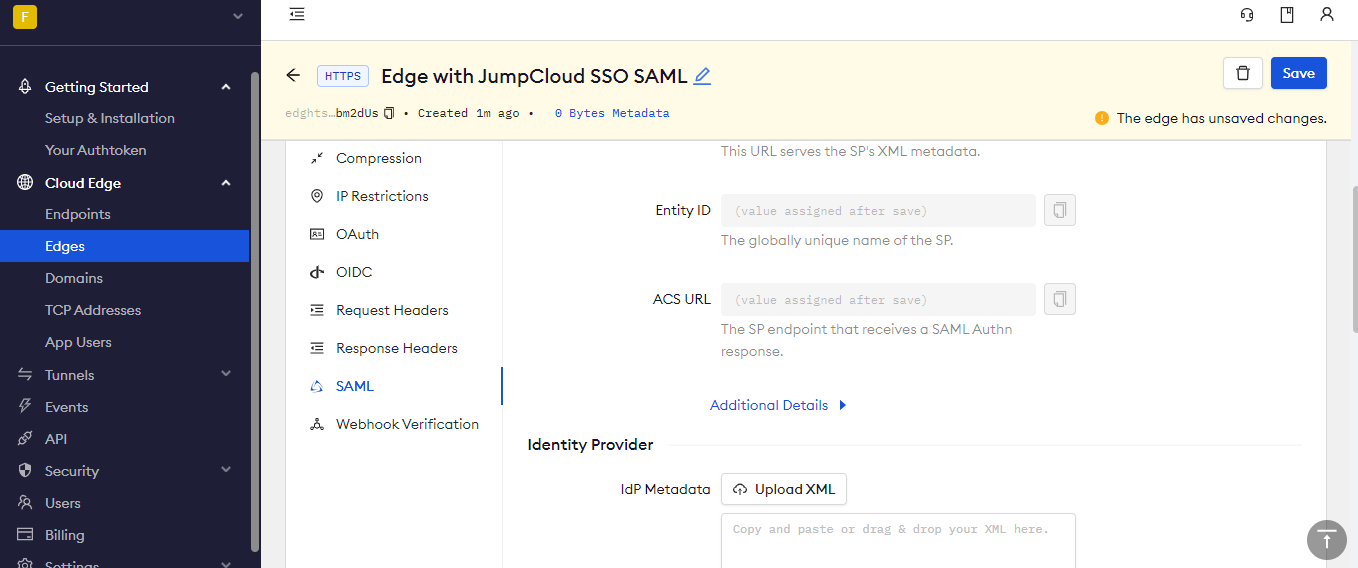 F
Getting Started
Setup & Installation
Your Authtoken
Cloud Edge
Endpoints
Edges
Domains
TCP Addresses
App Users
Tunnels
Events
API
Security
Users
Billing
Settings
HTTPS Edge with JumpCloud SSO SAML
Save
edghts…bm2dUs • Created 1m ago • 0 Bytes Metadata
The edge has unsaved changes.
Compression
IP Restrictions
OAuth
OIDC
Request Headers
Response Headers
SAML
Webhook Verification
This URL serves the SP's XML metadata.
Entity ID (value assigned after save)
The globally unique name of the SP.
ACS URL (value assigned after save)
The SP endpoint that receives a SAML Authn
response.
Additional Details
Identity Provider
IdP Metadata Upload XML
Copy and paste or drag & drop your XML here.